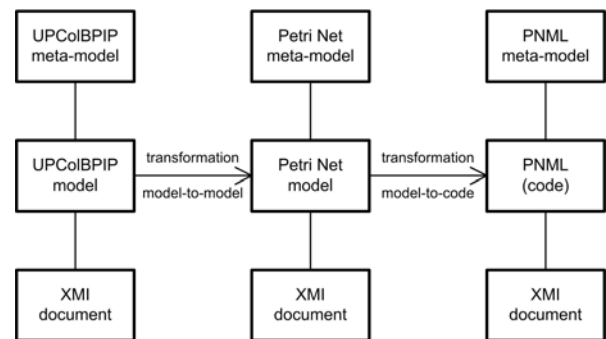 UPColBPIP
meta-model
Petri Net
meta-model
PNML
meta-model
UPColBPIP
model
transformation
model-to-model
Petri Net
model
transformation
model-to-code
PNML
(code)
XMI
document
XMI
document
XMI
document